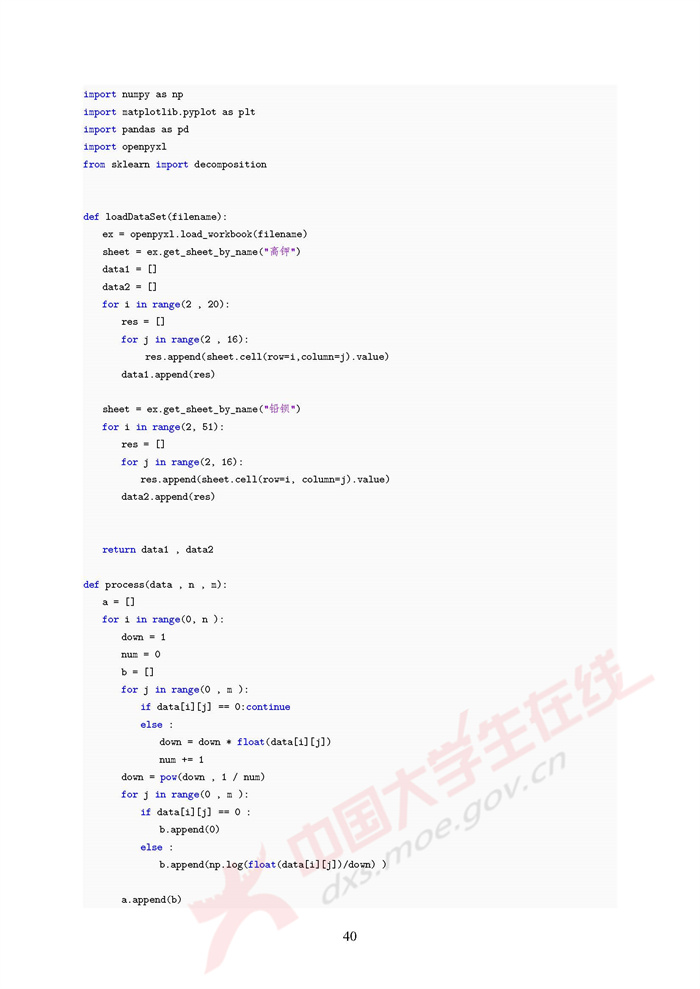 import numpy as np
import matplotlib.pyplot as plt
import pandas as pd
import openpyxl
from sklearn import decomposition
def loadDataSet(filename):
ex = openpyxl.load_workbook(filename)
sheet = ex.get_sheet_by_name("高钾")
data1 = []
data2 = []
for i in range(2 , 20):
res = []
for j in range(2 , 16):
res.append(sheet.cell(row=i,column=j).value)
data1.append(res)
sheet = ex.get_sheet_by_name("铅钡")
for i in range(2, 51):
res = []
for j in range(2, 16):
res.append(sheet.cell(row=i, column=j).value)
data2.append(res)
return data1 , data2
def process(data , n , m):
a = []
for i in range(0, n ):
down = 1
num = 0
b = []
for j in range(0 , m ):
if data[i][j] == 0:continue
else :
down = down * float(data[i][j])
num += 1
down = pow(down , 1 / num)
for j in range(0 , m ):
if data[i][j] == 0 :
b.append(0)
else :
b.append(np.log(float(data[i][j])/down) )
a.append(b)
中国大学生在线
dxs.moe.gov.cn
40